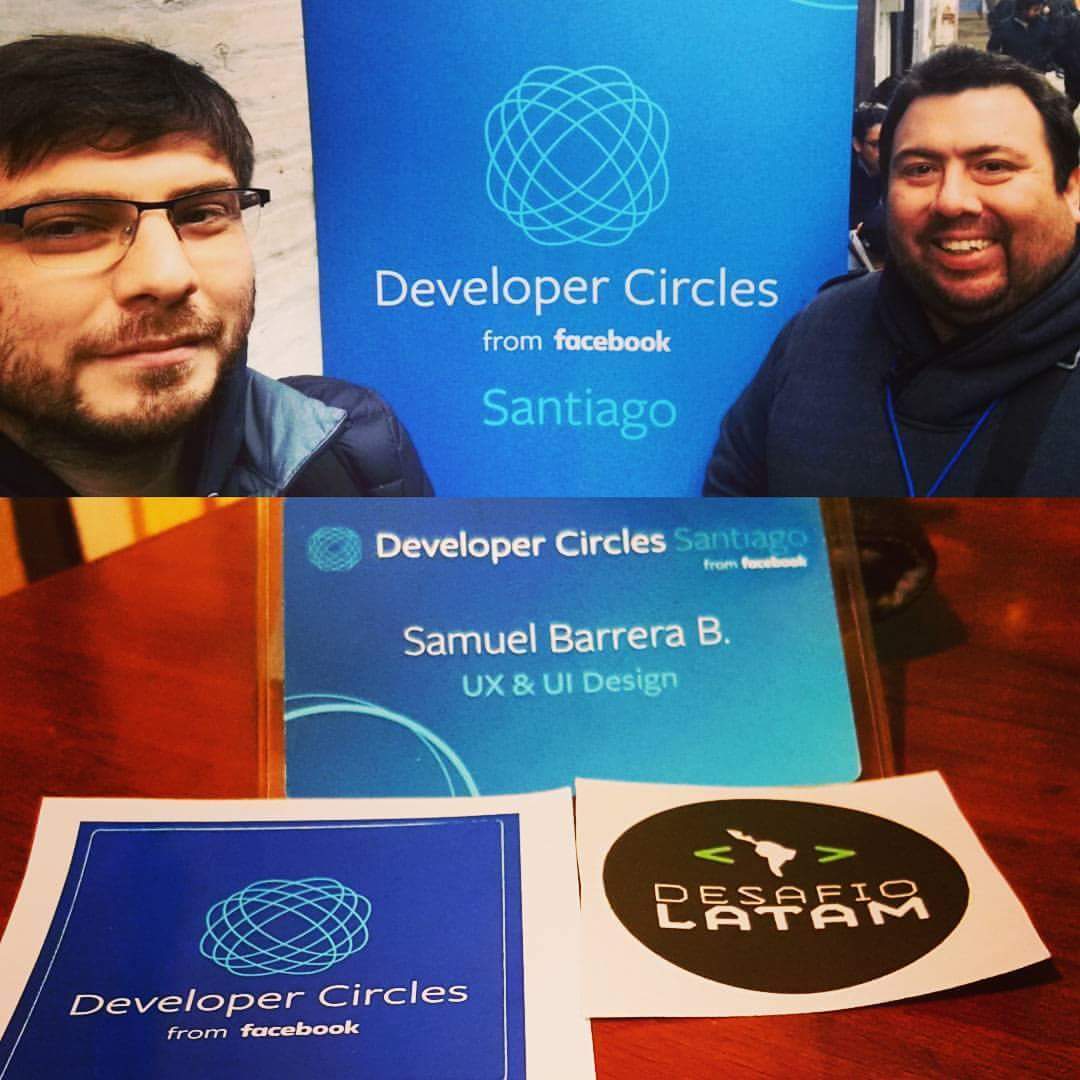 Developer Circles
from facebook
Santiago
Developer Circles Santiago
from facebook
Samuel Barrera B.
UX & UI Design
Developer Circles
from facebook
< >
DESAFIO
LATAM